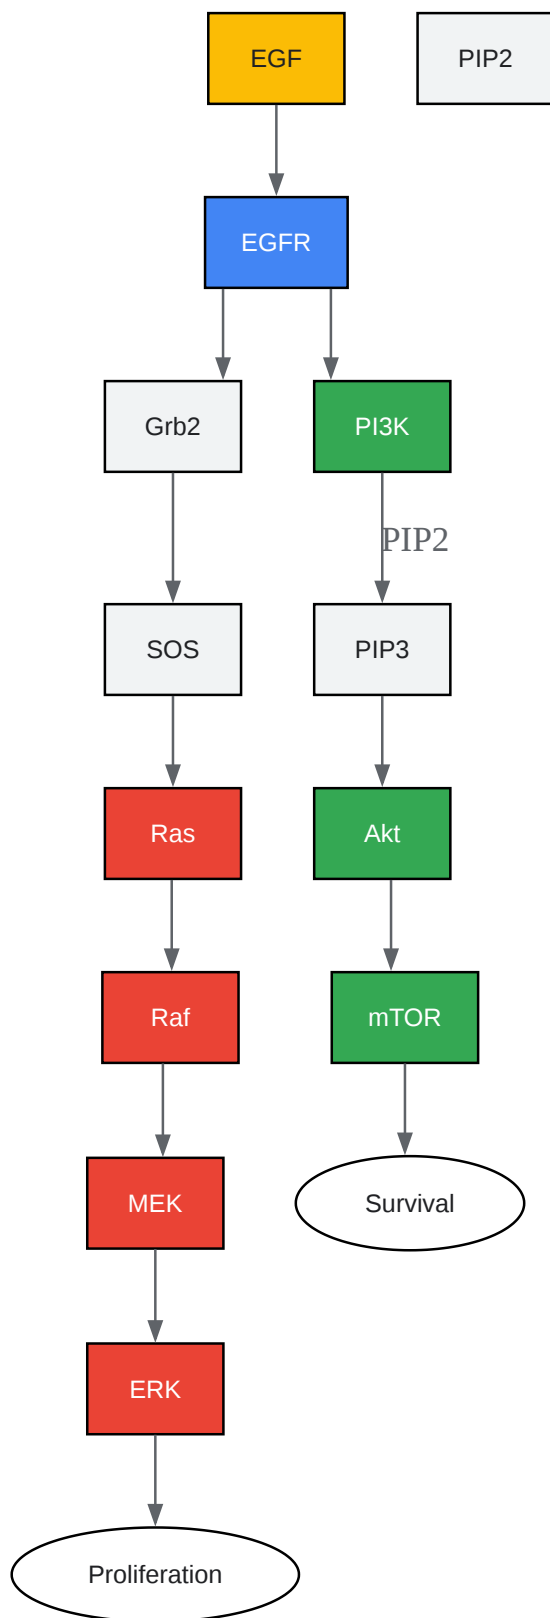 EGF
PIP2
EGFR
Grb2
PI3K
PIP2
SOS
PIP3
Ras
Akt
Raf
mTOR
MEK
Survival
ERK
Proliferation